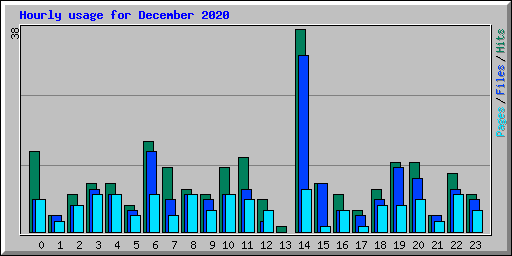 Hourly usage for December 2020
38
Pages / Files / Hits
0 1 2 3 4 5 6 7 8 9 10 11 12 13 14 15 16 17 18 19 20 21 22 23